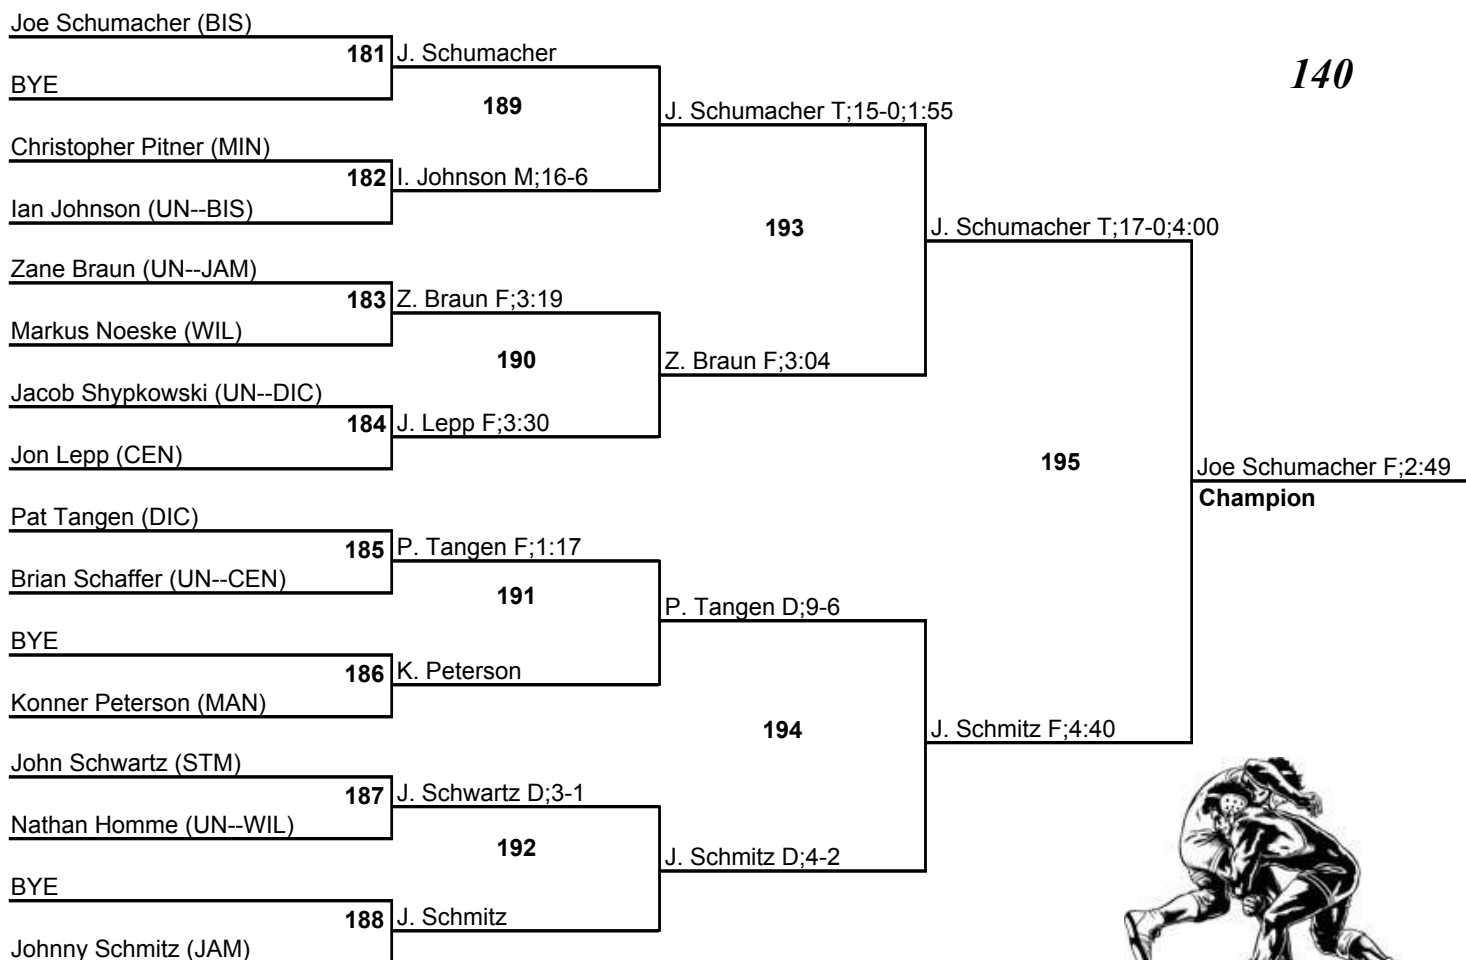 Joe Schumacher (BIS)
181 J. Schumacher
BYE
140
189
J. Schumacher T;15-0;1:55
Christopher Pitner (MIN)
182 I. Johnson M;16-6
Ian Johnson (UN--BIS)
193
J. Schumacher T;17-0;4:00
Zane Braun (UN--JAM)
183 Z. Braun F;3:19
Markus Noeske (WIL)
190
Z. Braun F;3:04
Jacob Shypkowski (UN--DIC)
184 J. Lepp F;3:30
Jon Lepp (CEN)
195
Joe Schumacher F;2:49
Champion
Pat Tangen (DIC)
185 P. Tangen F;1:17
Brian Schaffer (UN--CEN)
191
P. Tangen D;9-6
BYE
186 K. Peterson
Konner Peterson (MAN)
194
J. Schmitz F;4:40
John Schwartz (STM)
187 J. Schwartz D;3-1
Nathan Homme (UN--WIL)
192
J. Schmitz D;4-2
BYE
188 J. Schmitz
Johnny Schmitz (JAM)